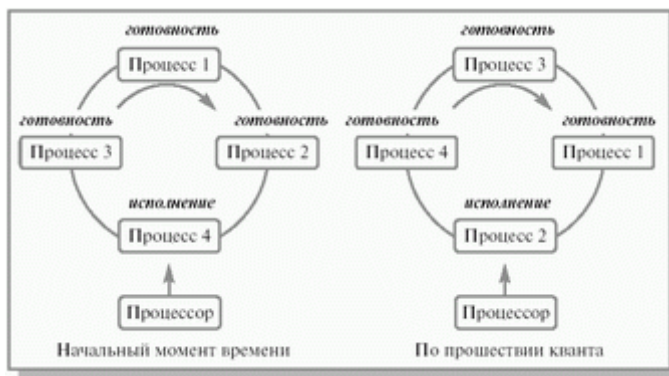 готовность
Процесс 1
готовность
готовность
Процесс 3
Процесс 2
исполнение
Процесс 4
Процессор
Начальный момент времени
готовность
Процесс 3
готовность
готовность
Процесс 4
Процесс 1
исполнение
Процесс 2
Процессор
По прошествии кванта